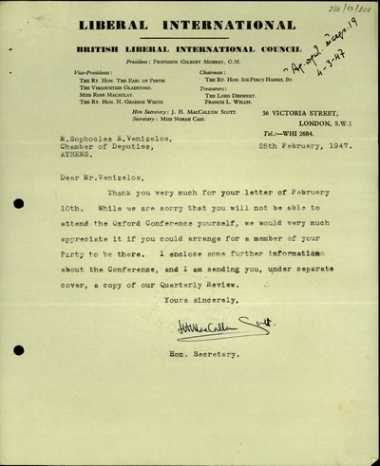 LIBERAL INTERNATIONAL
BRITISH LIBERAL INTERNATIONAL COUNCIL
President: PROFESSOR GILBERT MURRAY, O.M.
Vice-Presidents:
THE RT. HON. THE EARL OF PERTH
THE VISCOUNTESS GLADSTONE.
MISS ROSE MACAULAY.
THE RT. HON. H. GRAHAM WHITE.
Chairman:
THE RT. HON. SIR PERCY HARRIS, BT.
Treasurers:
THE LORD DERWENT.
FRANCIS L.
Hon Secretary: J. H. MACCALLUM SCOTT.
Secretary: MISS NORAH CASE.
4-3-47
36 VICTORIA STREET,
LONDON, S.W.1
Tel.:—WHI 2684.
M.Sophocles E.Venizelos,
Chamber of Deputies,
ATHENS.
25th February, 1947.
Dear Mr.Venizelos,
Thank you very much for your letter of February
10th. While we are sorry that you will not be able to
attend the Oxford Conference yourself, we would very much
appreciate it if you could arrange for a member of your
Party to be there. I enclose some further information
about the Conference, and I am sending you, under separate
cover, a copy of our Quarterly Review.
Yours sincerely,
JHMacCallum Scott
Hon. Secretary.